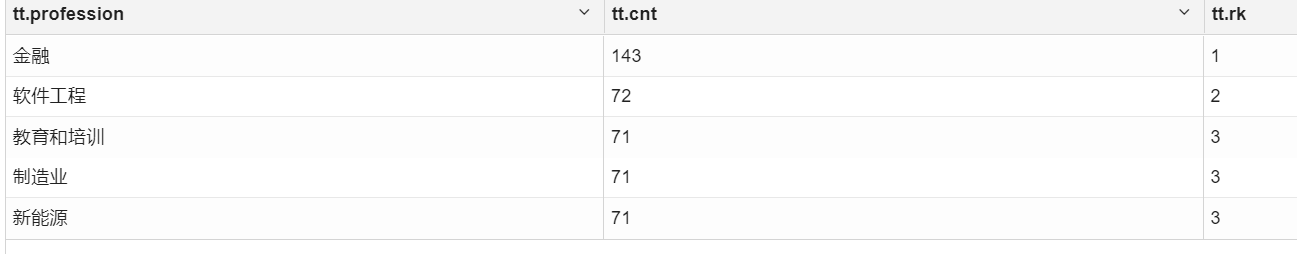 tt.profession tt.cnt tt.rk
金融 143 1
软件工程 72 2
教育和培训 71 3
制造业 71 3
新能源 71 3